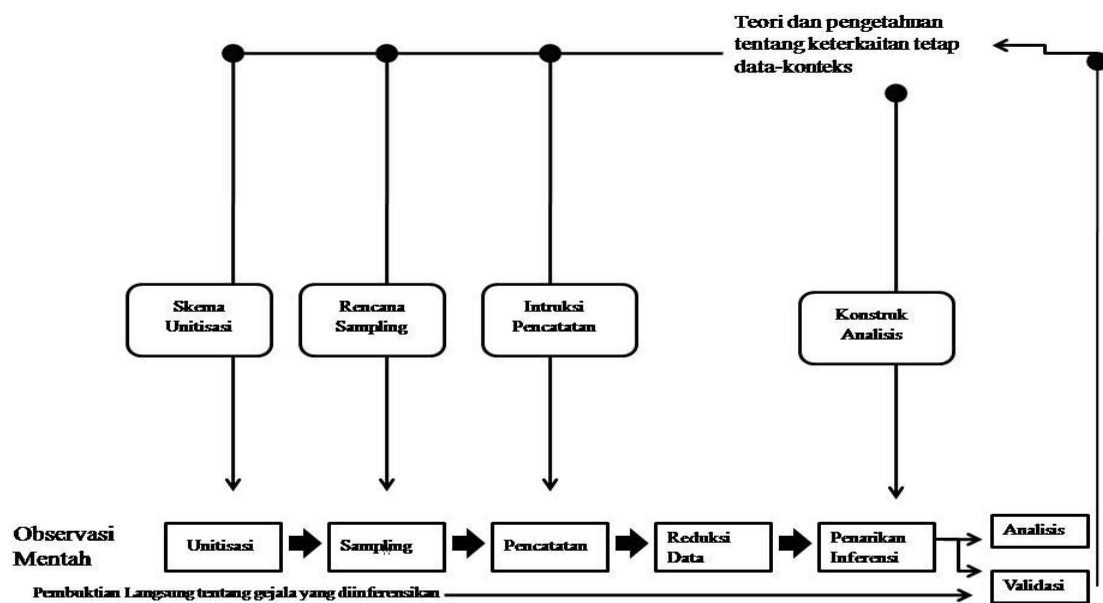 Teori dan pengetahuan
tentang keterkaitan tetap
data-konteks
Skema
Unitisasi
Rencana
Sampling
Intruksi
Pencatatan
Konstruk
Analisis
Observasi
Mentah
Unitisasi
Sampling
Pencatatan
Reduksi
Data
Penarikan
Inferensi
Analisis
Validasi
Pembuktian Langsung tentang gejala yang diinferensikan